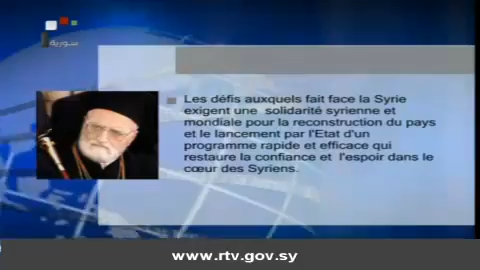 سورية
Les défis auxquels fait face la Syrie
exigent une solidarité syrienne et
mondiale pour la reconstruction du pays
et le lancement par l'Etat d'un
programme rapide et efficace qui
restaure la confiance et l'espoir dans le
cœur des Syriens.
www.rtv.gov.sy